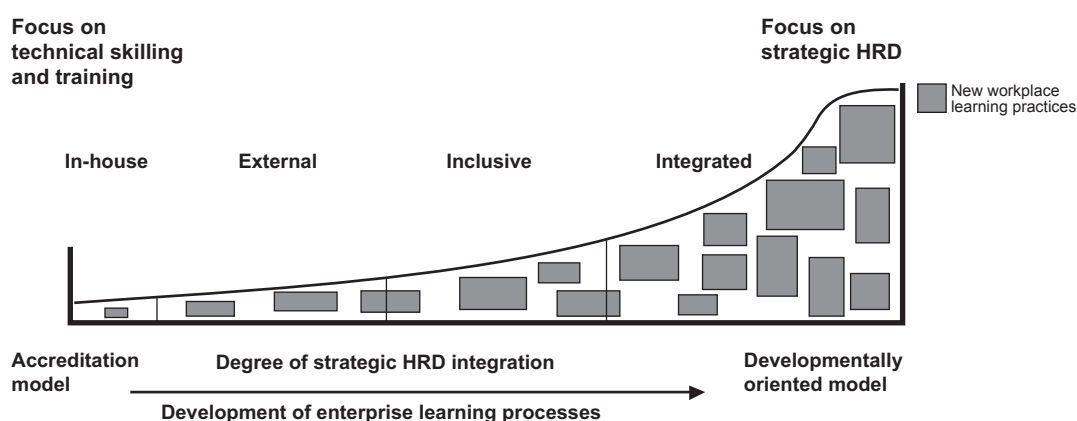 Focus on
technical skilling
and training
Focus on
strategic HRD
New workplace
learning practices
In-house
External
Inclusive
Integrated
Accreditation
model
Degree of strategic HRD integration
Developmentally
oriented model
Development of enterprise learning processes